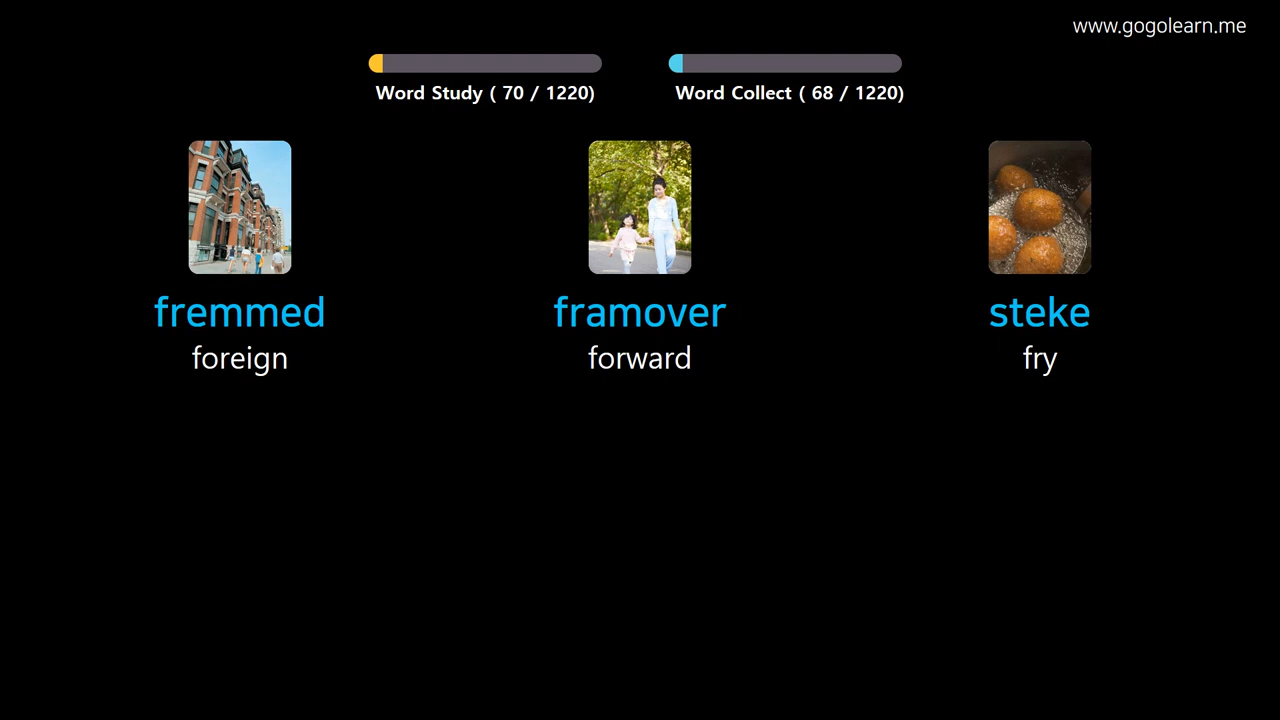 www.gogolearn.me
Word Study ( 70 / 1220)
Word Collect ( 68 / 1220)
fremmed
foreign
framover
forward
steke
fry